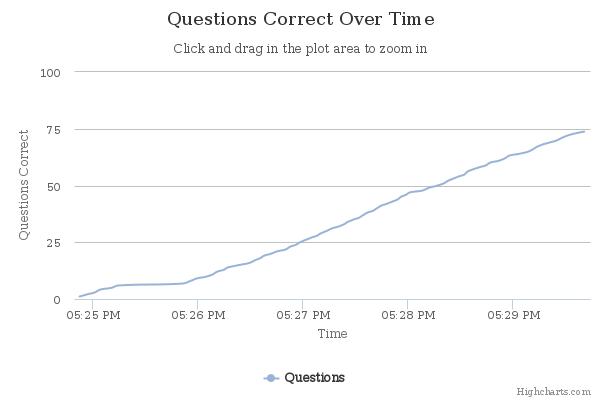 Questions Correct Over Time
Click and drag in the plot area to zoom in
Questions Correct
100
75
50
25
0
05:25 PM 05:26 PM 05:27 PM 05:28 PM 05:29 PM
Time
Questions
Highcharts.com